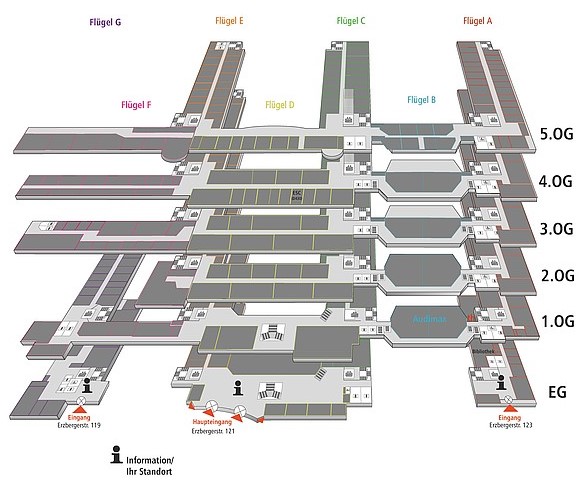 Flügel G
Flügel E
Flügel C
Flügel A
Flügel F
Flügel D
Flügel B
5.OG
4.OG
ESC
3.OG
2.OG
1.OG
Audimax
Bibliothek
EG
Eingang
Erzbergerstr. 119
Haupteingang
Erzbergerstr. 121
Eingang
Erzbergerstr. 123
Information/
Ihr Standort